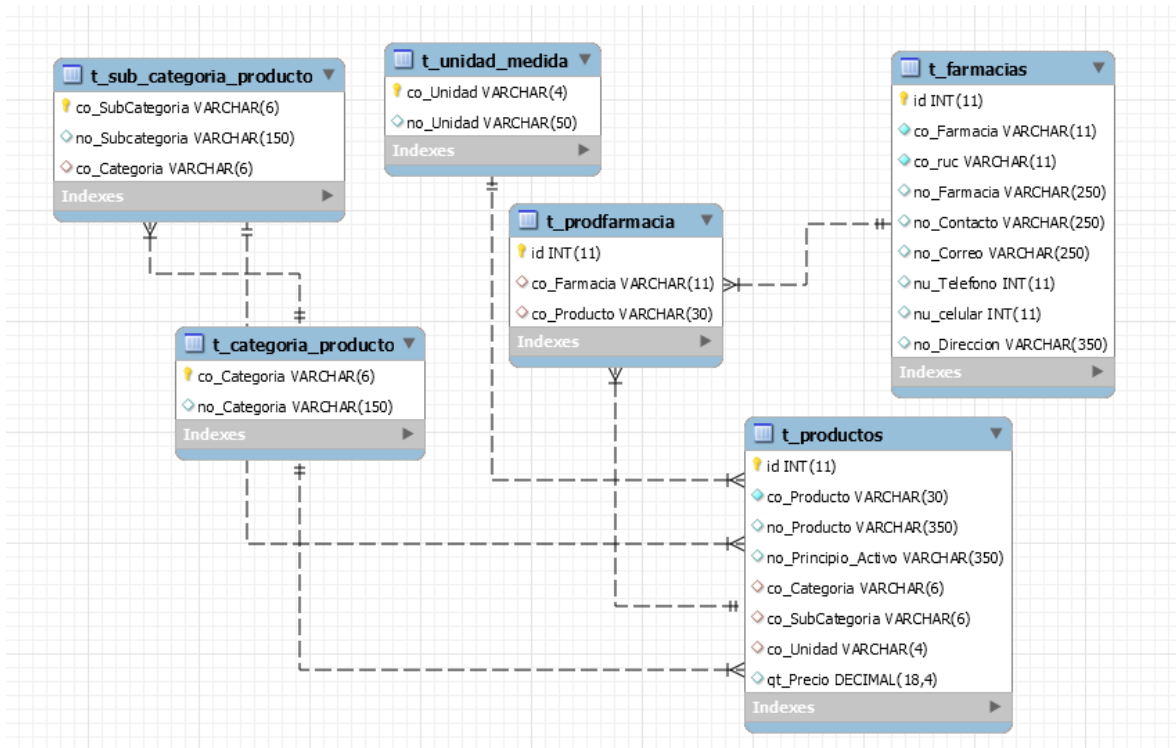 t_sub_categoria_producto
co_SubCategoria VARCHAR(6)
no_Subcategoria VARCHAR(150)
co_Categoria VARCHAR(6)
Indexes
t_unidad_medida
co_Unidad VARCHAR(4)
no_Unidad VARCHAR(50)
Indexes
t_farmacias
id INT(11)
co_Farmacia VARCHAR(11)
co_ruc VARCHAR(11)
no_Farmacia VARCHAR(250)
no_Contacto VARCHAR(250)
no_Correo VARCHAR(250)
nu_Telefono INT(11)
nu_celular INT(11)
no_Direccion VARCHAR(350)
Indexes
t_prodfarmacia
id INT(11)
co_Farmacia VARCHAR(11)
co_Producto VARCHAR(30)
Indexes
t_categoria_producto
co_Categoria VARCHAR(6)
no_Categoria VARCHAR(150)
Indexes
t_productos
id INT(11)
co_Producto VARCHAR(30)
no_Producto VARCHAR(350)
no_Principio_Activo VARCHAR(350)
co_Categoria VARCHAR(6)
co_SubCategoria VARCHAR(6)
co_Unidad VARCHAR(4)
qt_Precio DECIMAL(18,4)
Indexes